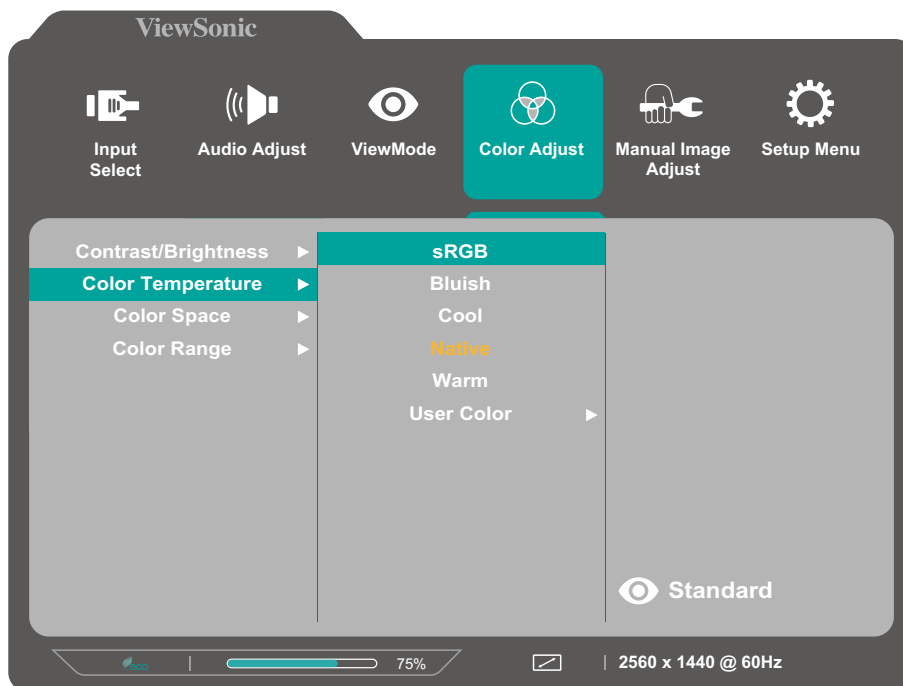 ViewSonic
Input
Select
Audio Adjust
ViewMode
Color Adjust
Manual Image
Adjust
Setup Menu
Contrast/Brightness
Color Temperature
Color Space
Color Range
sRGB
Bluish
Cool
Native
Warm
User Color
Standard
eco
75%
2560 x 1440 @ 60Hz